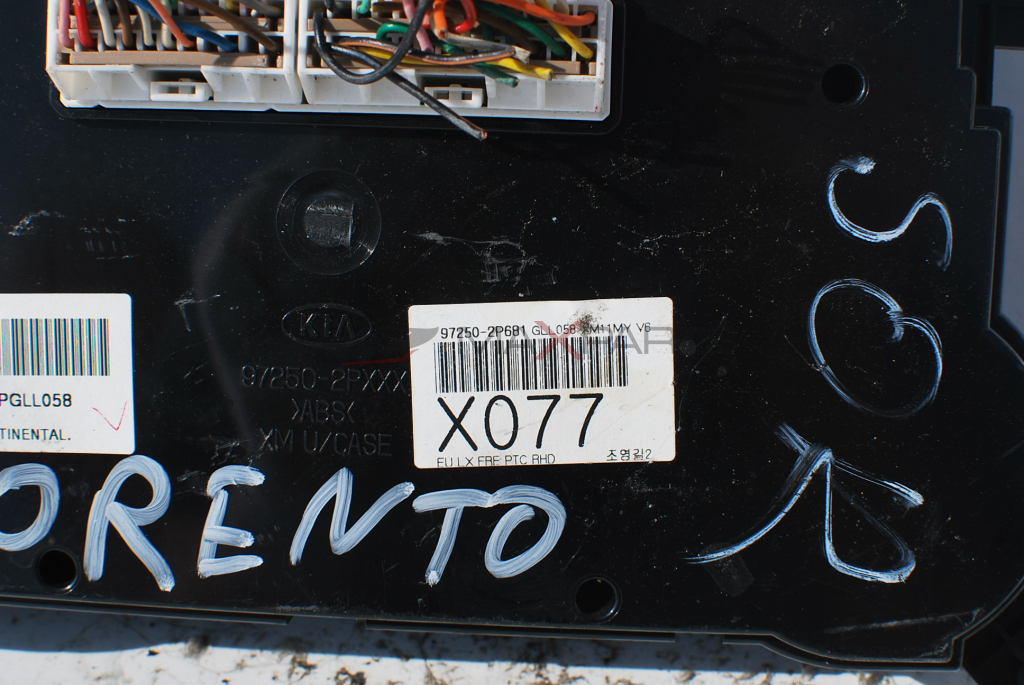 KIA
97250-2PXXX
>ABS<
XM U/CASE
97250-2P6B1 GLL058 XM11MY V6
X077
EU LX FRE PTC RHD 조영길2
PGLL058
TINENTAL.
ORENTO